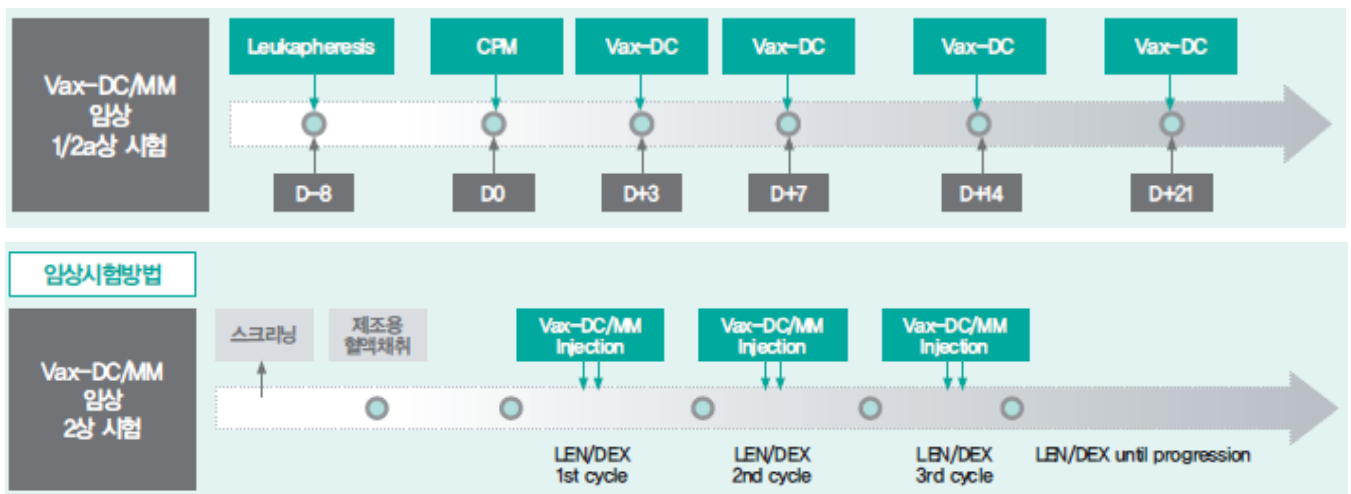 Vax-DC/MM
임상
1/2a상 시험
Leukapheresis
CPM
Vax-DC
Vax-DC
Vax-DC
Vax-DC
D-8
D0
D+3
D+7
D+14
D+21
임상시험방법
Vax-DC/MM
임상
2상 시험
스크리닝
제조용
혈액채취
Vax-DC/MM
Injection
Vax-DC/MM
Injection
Vax-DC/MM
Injection
LEN/DEX
1st cycle
LEN/DEX
2nd cycle
LEN/DEX
3rd cycle
LEN/DEX until progression